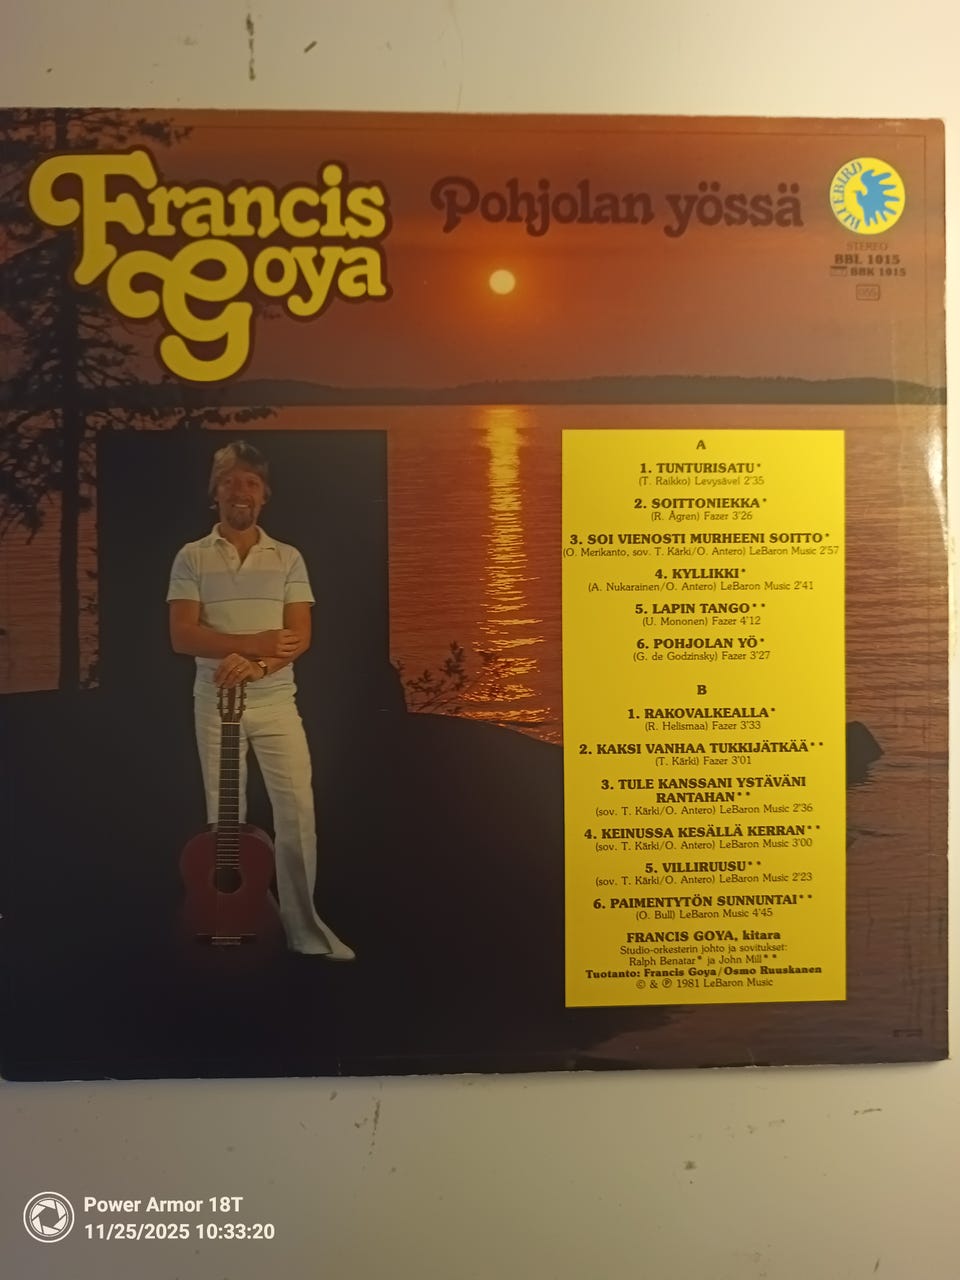 Francis
Goya
Pohjolan yössä
BLUEBIRD
STEREO
BBL 1015
BBK 1015
A
1. TUNTURISATU*
(T. Raikko) Levysävel 2'35
2. SOITTONIEKKA*
(R. Ågren) Fazer 3'26
3. SOI VIENOSTI MURHEENI SOITTO*
(O. Merikanto, sov. T. Kärki/O. Antero) LeBaron Music 2'57
4. KYLLIKKI*
(A. Nukarainen/O. Antero) LeBaron Music 2'41
5. LAPIN TANGO**
(U. Mononen) Fazer 4'12
6. POHJOLAN YÖ*
(G. de Godzinsky) Fazer 3'27
B
1. RAKOVALKEALLA*
(R. Helismaa) Fazer 3'33
2. KAKSI VANHAA TUKKIJÄTKÄÄ**
(T. Kärki) Fazer 3'01
3. TULE KANSSANI YSTÄVÄNI
RANTAHAN**
(sov. T. Kärki/O. Antero) LeBaron Music 2'36
4. KEINUSSA KESÄLLÄ KERRAN**
(sov. T. Kärki/O. Antero) LeBaron Music 3'00
5. VILLIRUUSU**
(sov. T. Kärki/O. Antero) LeBaron Music 2'23
6. PAIMENTYTÖN SUNNUNTAI**
(O. Bull) LeBaron Music 4'45
FRANCIS GOYA, kitara
Studio-orkesterin johto ja sovitukset:
Ralph Benatar* ja John Mill**
Tuotanto: Francis Goya/Osmo Ruuskanen
© & ℗ 1981 LeBaron Music
Power Armor 18T
11/25/2025 10:33:20